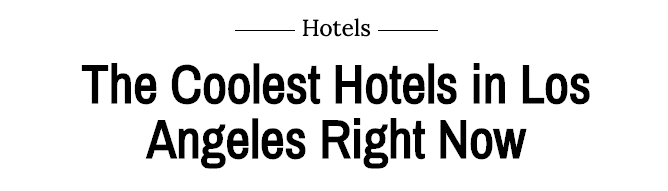 Hotels
The Coolest Hotels in Los
Angeles Right Now